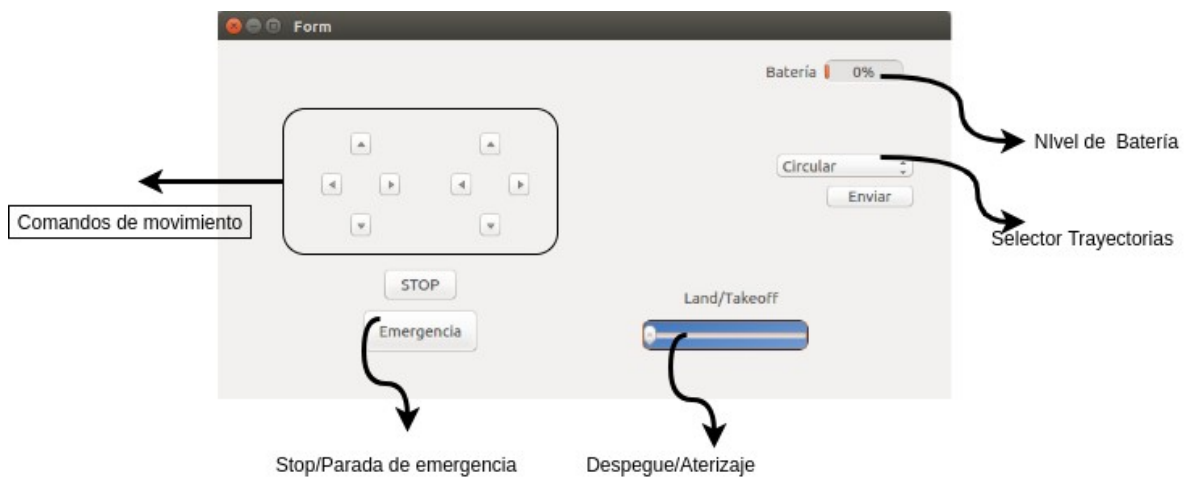 Form
Batería 0%
NIvel de Batería
Circular
Enviar
Comandos de movimiento
Selector Trayectorias
STOP
Land/Takeoff
Emergencia
Stop/Parada de emergencia
Despegue/Aterizaje